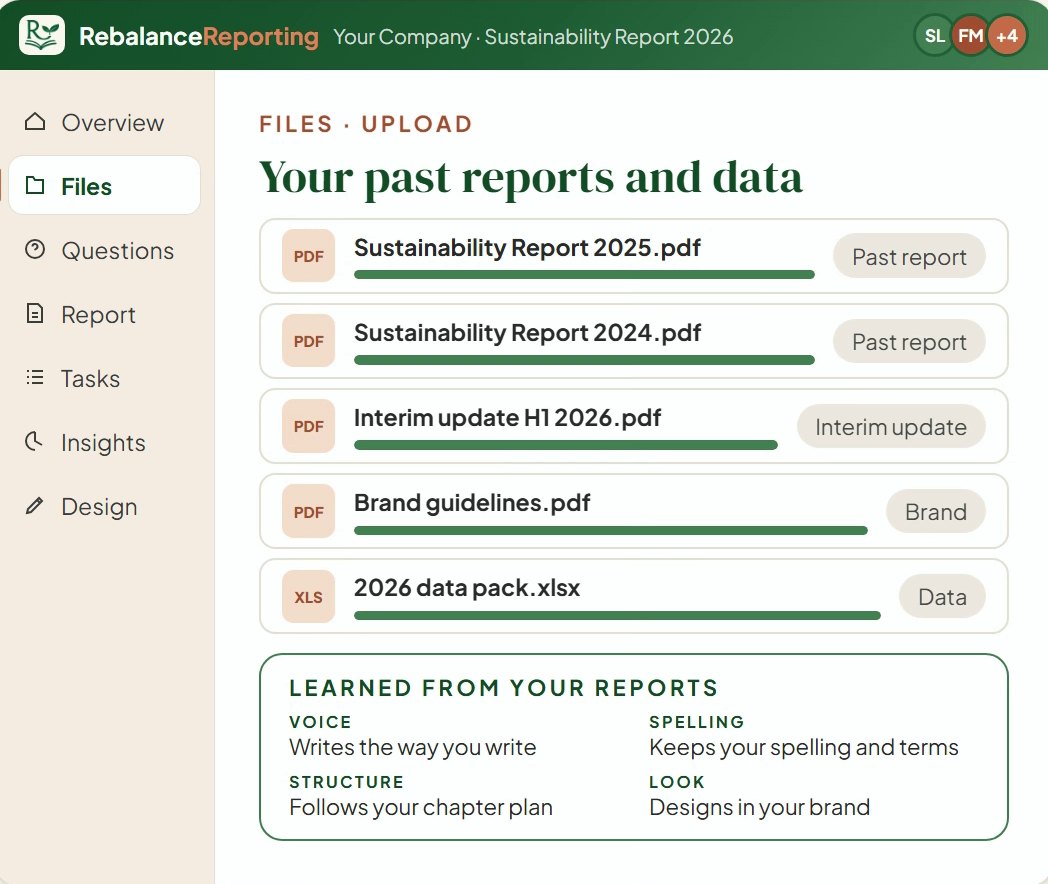 RebalanceReporting Your Company · Sustainability Report 2026
SL FM +4
Overview
Files
Questions
Report
Tasks
Insights
Design
FILES · UPLOAD
Your past reports and data
PDF Sustainability Report 2025.pdf Past report
PDF Sustainability Report 2024.pdf Past report
PDF Interim update H1 2026.pdf Interim update
PDF Brand guidelines.pdf Brand
XLS 2026 data pack.xlsx Data
LEARNED FROM YOUR REPORTS
VOICE
Writes the way you write
SPELLING
Keeps your spelling and terms
STRUCTURE
Follows your chapter plan
LOOK
Designs in your brand